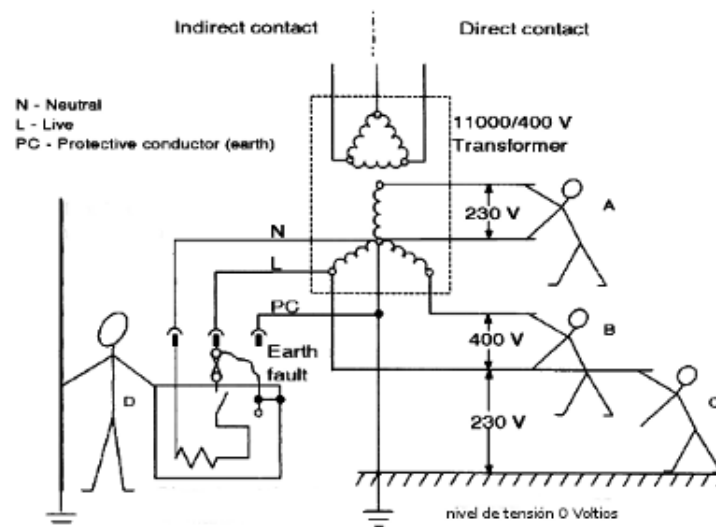 Indirect contact
Direct contact
N - Neutral
L - Live
PC - Protective conductor (earth)
11000/400 V
Transformer
230 V
A
N
L
PC
Earth
fault
400 V
B
230 V
C
D
nivel de tensión 0 Voltios